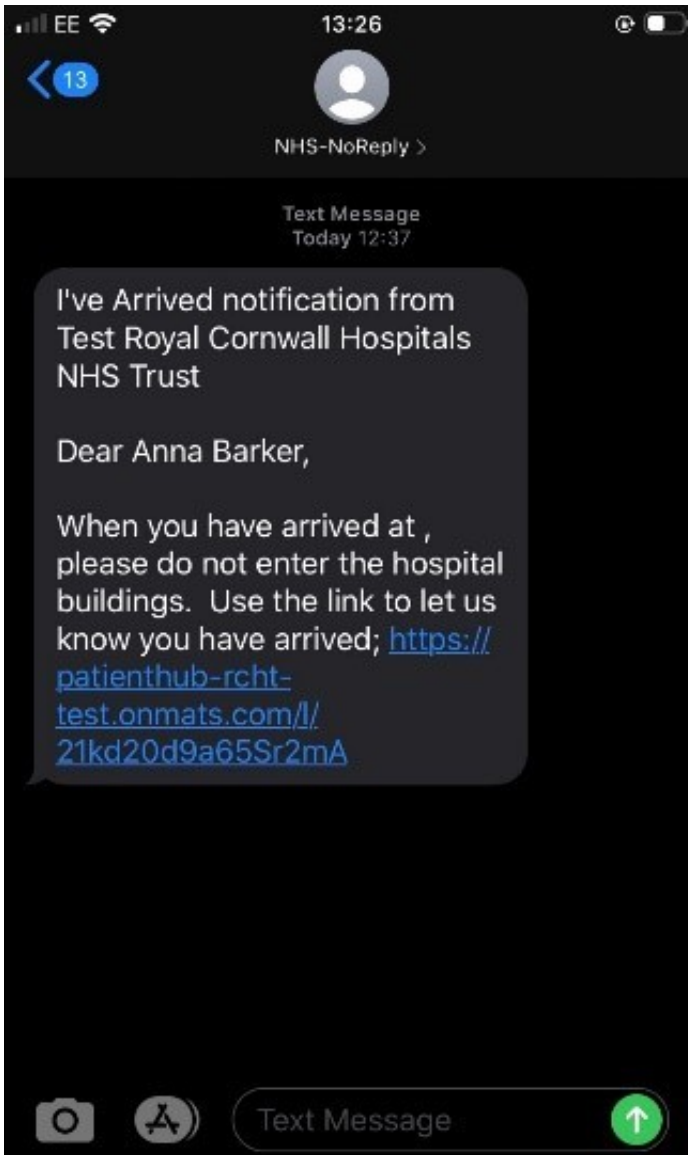 EE 13:26
13
NHS-NoReply >
Text Message
Today 12:37
I've Arrived notification from
Test Royal Cornwall Hospitals
NHS Trust
Dear Anna Barker,
When you have arrived at ,
please do not enter the hospital
buildings.  Use the link to let us
know you have arrived; https://
patienthub-rcht-
test.onmats.com/l/
21kd20d9a65Sr2mA
Text Message